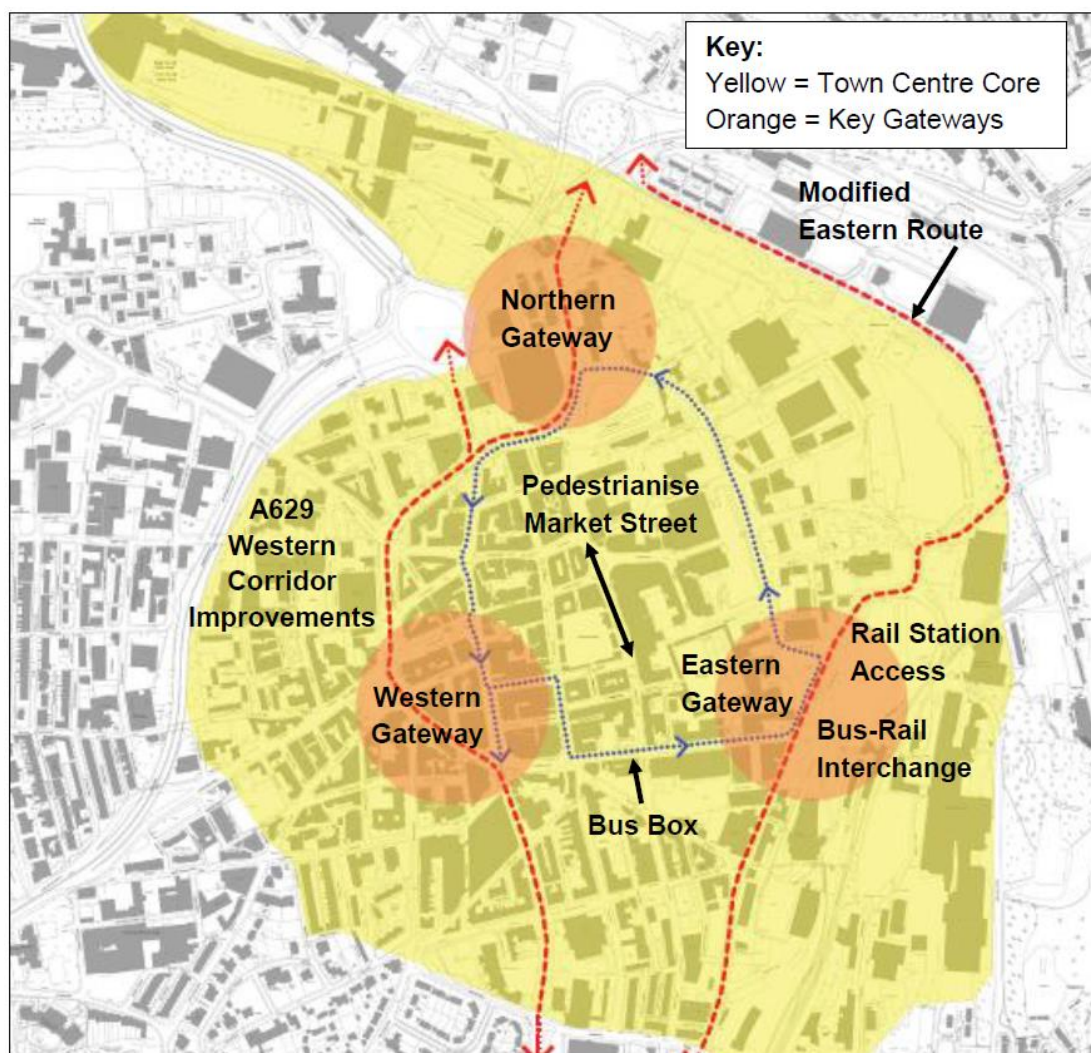 Key:
Yellow = Town Centre Core
Orange = Key Gateways
Modified
Eastern Route
Northern
Gateway
Pedestrianise
Market Street
A629
Western
Corridor
Improvements
Rail Station
Access
Eastern
Gateway
Western
Gateway
Bus-Rail
Interchange
Bus Box